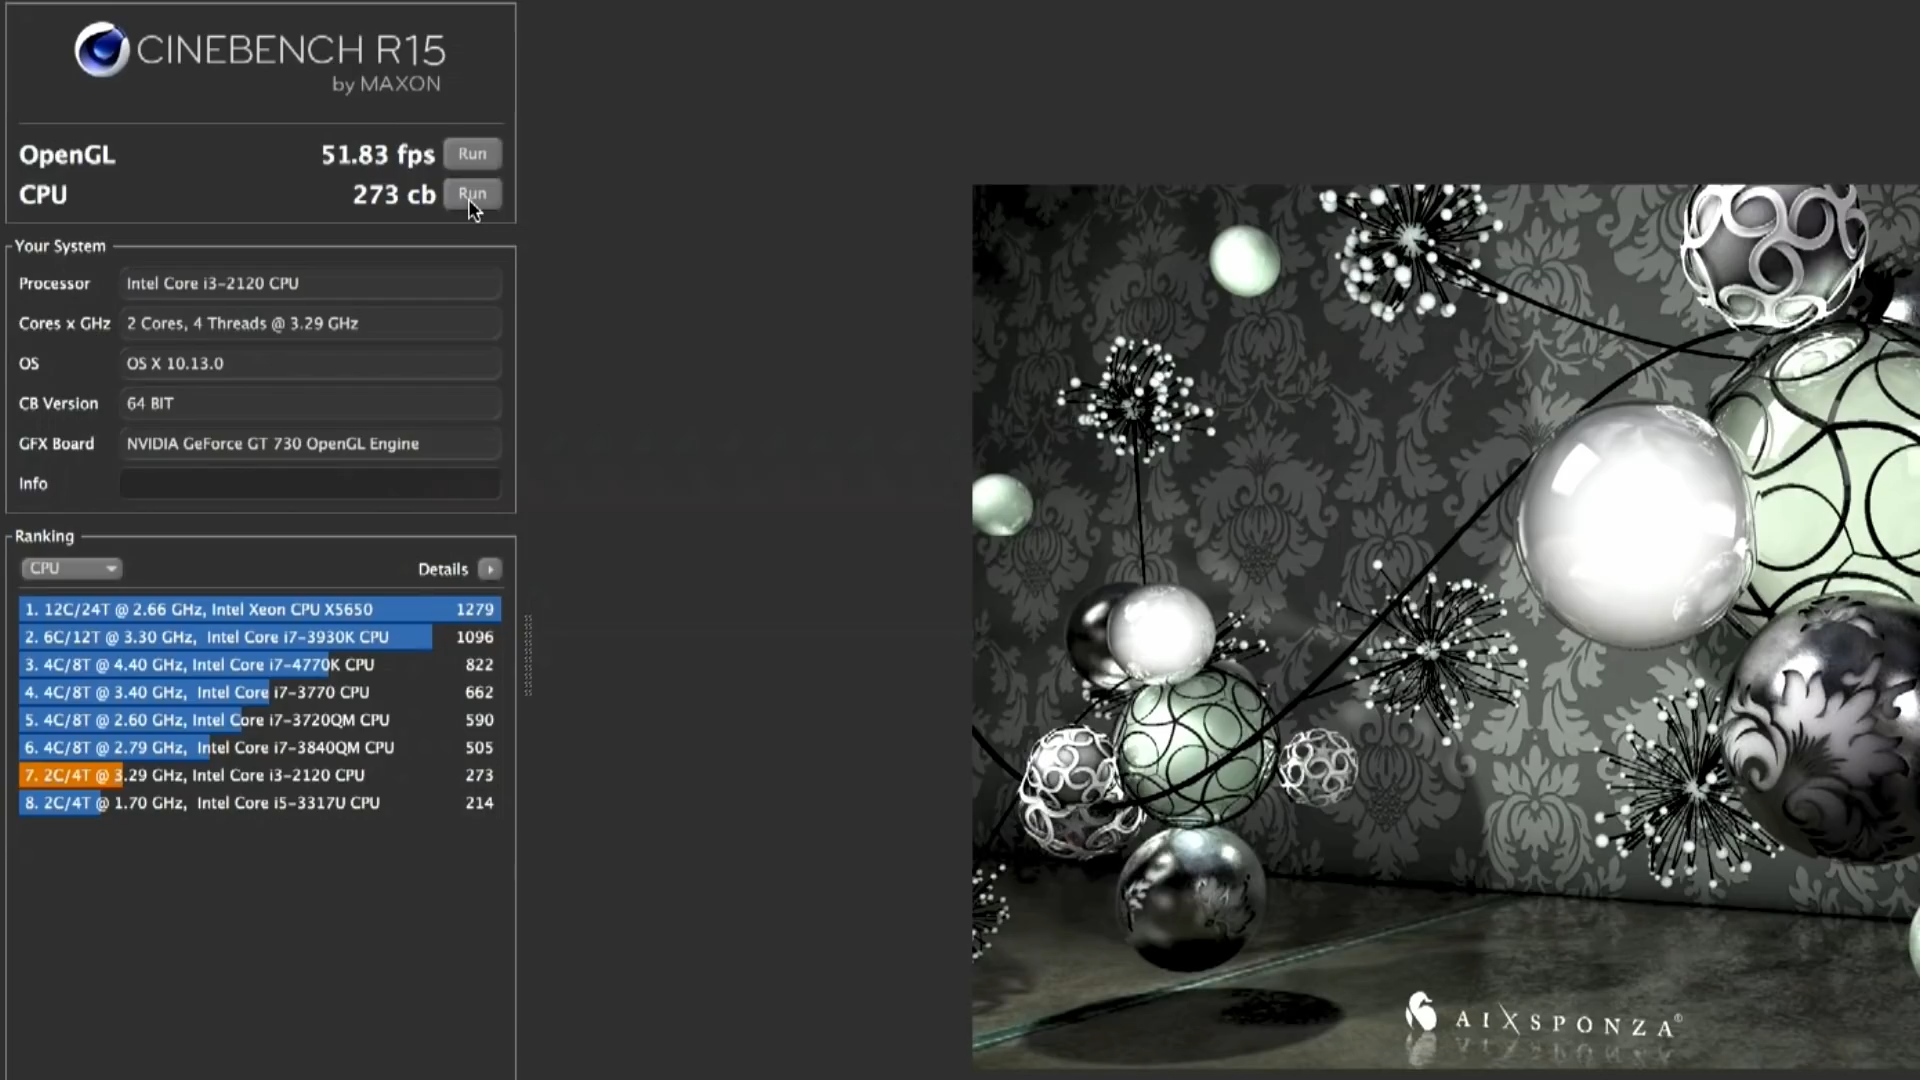 CINEBENCH R15
by MAXON
OpenGL 51.83 fps Run
CPU 273 cb Run
Your System
Processor Intel Core i3-2120 CPU
Cores x GHz 2 Cores, 4 Threads @ 3.29 GHz
OS OS X 10.13.0
CB Version 64 BIT
GFX Board NVIDIA GeForce GT 730 OpenGL Engine
Info
Ranking
CPU Details
1. 12C/24T @ 2.66 GHz, Intel Xeon CPU X5650 1279
2. 6C/12T @ 3.30 GHz, Intel Core i7-3930K CPU 1096
3. 4C/8T @ 4.40 GHz, Intel Core i7-4770K CPU 822
4. 4C/8T @ 3.40 GHz, Intel Core i7-3770 CPU 662
5. 4C/8T @ 2.60 GHz, Intel Core i7-3720QM CPU 590
6. 4C/8T @ 2.79 GHz, Intel Core i7-3840QM CPU 505
7. 2C/4T @ 3.29 GHz, Intel Core i3-2120 CPU 273
8. 2C/4T @ 1.70 GHz, Intel Core i5-3317U CPU 214
AIXSPONZA®